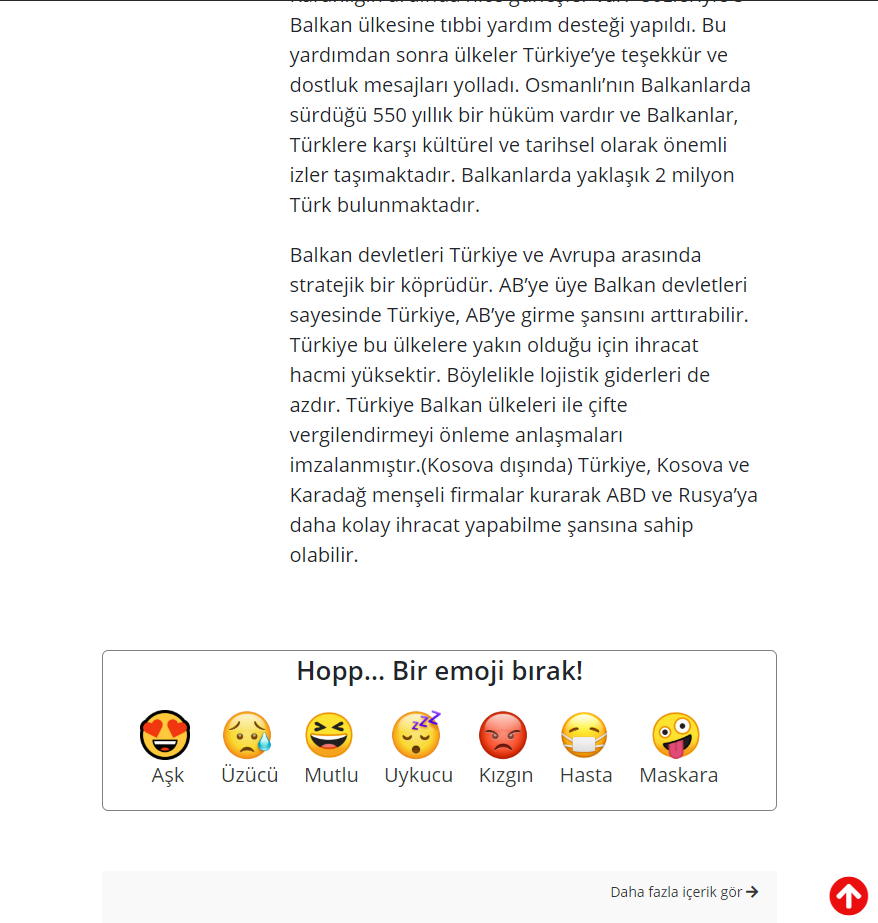 Balkan ülkesine tıbbi yardım desteği yapıldı. Bu
yardımdan sonra ülkeler Türkiye’ye teşekkür ve
dostluk mesajları yolladı. Osmanlı’nın Balkanlarda
sürdüğü 550 yıllık bir hüküm vardır ve Balkanlar,
Türklere karşı kültürel ve tarihsel olarak önemli
izler taşımaktadır. Balkanlarda yaklaşık 2 milyon
Türk bulunmaktadır.
Balkan devletleri Türkiye ve Avrupa arasında
stratejik bir köprüdür. AB’ye üye Balkan devletleri
sayesinde Türkiye, AB’ye girme şansını arttırabilir.
Türkiye bu ülkelere yakın olduğu için ihracat
hacmi yüksektir. Böylelikle lojistik giderleri de
azdır. Türkiye Balkan ülkeleri ile çifte
vergilendirmeyi önleme anlaşmaları
imzalanmıştır.(Kosova dışında) Türkiye, Kosova ve
Karadağ menşeli firmalar kurarak ABD ve Rusya’ya
daha kolay ihracat yapabilme şansına sahip
olabilir.
Hopp... Bir emoji bırak!
Aşk Üzücü Mutlu Uykucu Kızgın Hasta Maskara
Daha fazla içerik gör